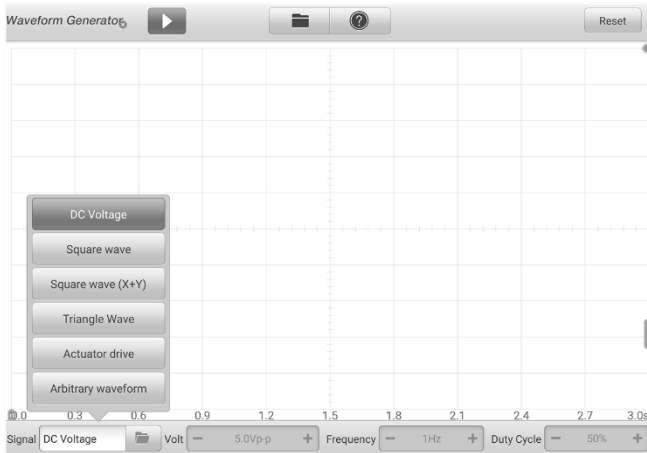 Waveform Generator
Reset
DC Voltage
Square wave
Square wave (X+Y)
Triangle Wave
Actuator drive
Arbitrary waveform
0.0 0.3 0.6 0.9 1.2 1.5 1.8 2.1 2.4 2.7 3.0s
Signal DC Voltage Volt − 5.0Vp-p + Frequency − 1Hz + Duty Cycle − 50% +